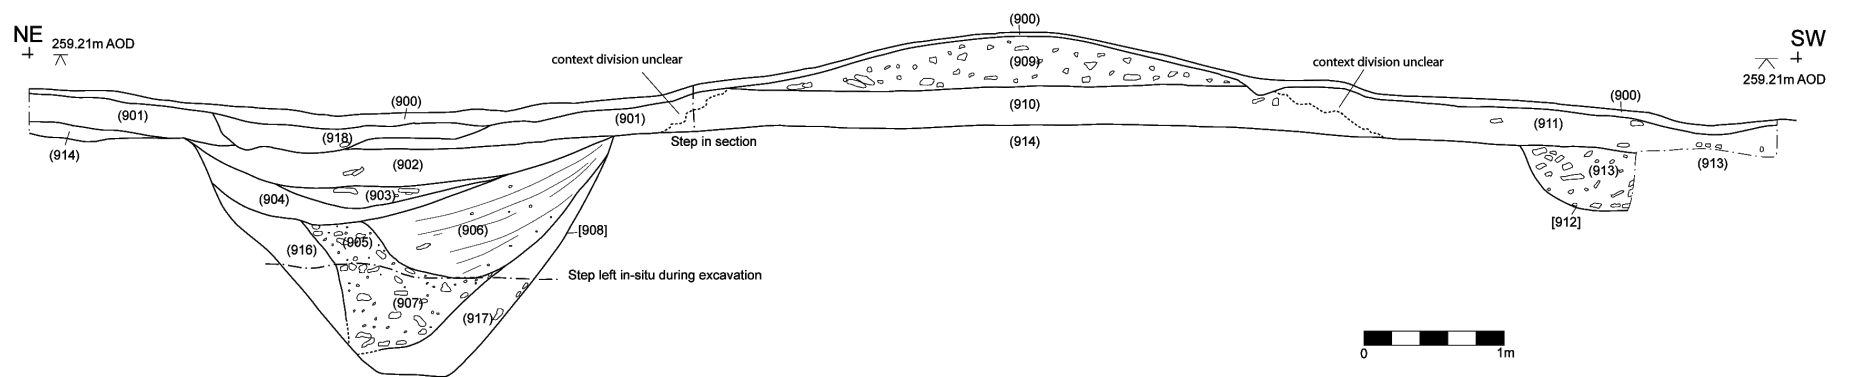 NE
259.21m AOD
(900)
SW
259.21m AOD
context division unclear
context division unclear
(909)
(900)
(900)
(901)
(901)
(910)
(911)
(918)
Step in section
(914)
(914)
(902)
(913)
(913)
(903)
(904)
[912]
(906)
[908]
(905)
(916)
Step left in-situ during excavation
(907)
(917)
0
1m